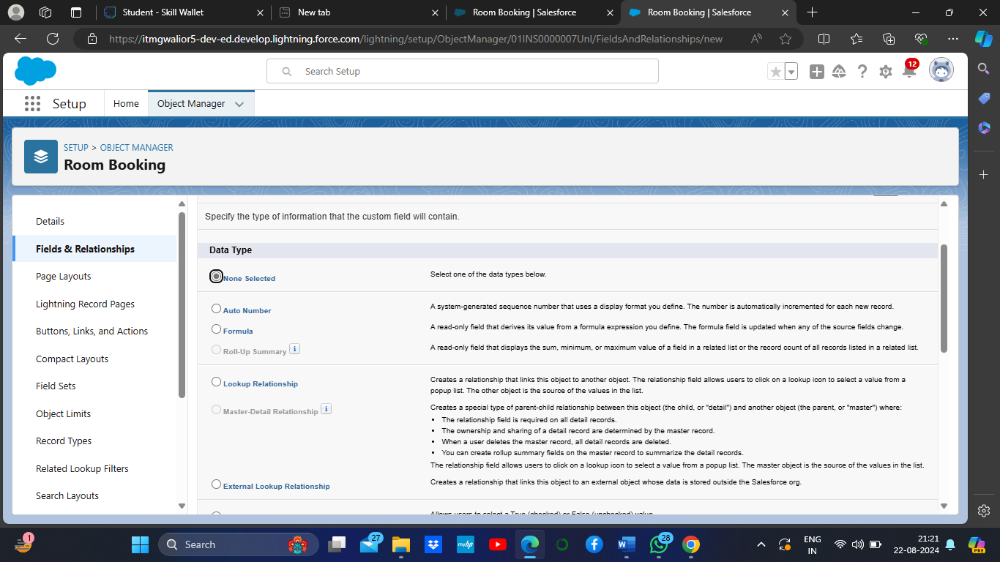 Student - Skill Wallet
New tab
Room Booking | Salesforce
Room Booking | Salesforce
https://itmgwalior5-dev-ed.develop.lightning.force.com/lightning/setup/ObjectManager/01INS0000007UnI/FieldsAndRelationships/new
Search Setup
12
Setup
Home
Object Manager
SETUP > OBJECT MANAGER
Room Booking
Details
Fields & Relationships
Page Layouts
Lightning Record Pages
Buttons, Links, and Actions
Compact Layouts
Field Sets
Object Limits
Record Types
Related Lookup Filters
Search Layouts
Specify the type of information that the custom field will contain.
Data Type
None Selected
Select one of the data types below.
Auto Number
A system-generated sequence number that uses a display format you define. The number is automatically incremented for each new record.
Formula
A read-only field that derives its value from a formula expression you define. The formula field is updated when any of the source fields change.
Roll-Up Summary i
A read-only field that displays the sum, minimum, or maximum value of a field in a related list or the record count of all records listed in a related list.
Lookup Relationship
Creates a relationship that links this object to another object. The relationship field allows users to click on a lookup icon to select a value from a
popup list. The other object is the source of the values in the list.
Master-Detail Relationship i
Creates a special type of parent-child relationship between this object (the child, or "detail") and another object (the parent, or "master") where:
• The relationship field is required on all detail records.
• The ownership and sharing of a detail record are determined by the master record.
• When a user deletes the master record, all detail records are deleted.
• You can create rollup summary fields on the master record to summarize the detail records.
The relationship field allows users to click on a lookup icon to select a value from a popup list. The master object is the source of the values in the list.
External Lookup Relationship
Creates a relationship that links this object to an external object whose data is stored outside the Salesforce org.
Allows users to select a True (checked) or False (unchecked) value.
1
Search
27
myhp
28
ENG
IN
21:21
22-08-2024
PRE